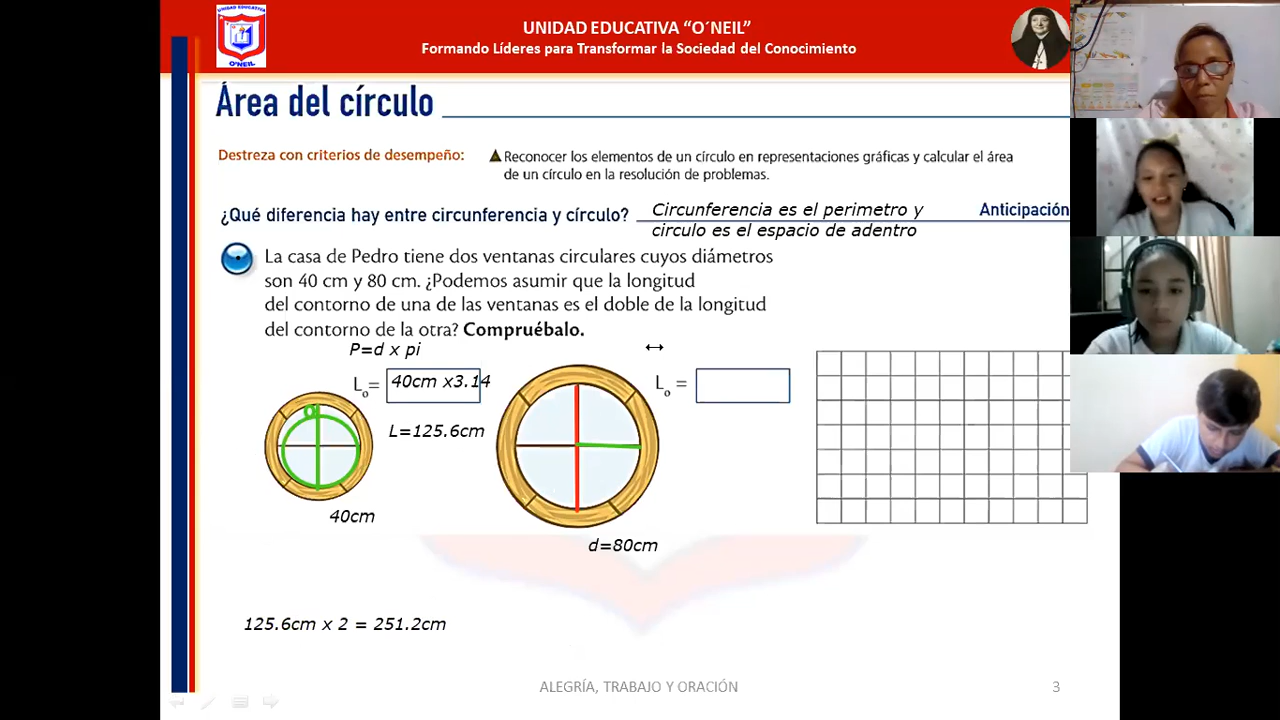 UNIDAD EDUCATIVA
O'NEIL
UNIDAD EDUCATIVA “O´NEIL”
Formando Líderes para Transformar la Sociedad del Conocimiento
Área del círculo
Destreza con criterios de desempeño:
Reconocer los elementos de un círculo en representaciones gráficas y calcular el área
de un círculo en la resolución de problemas.
¿Qué diferencia hay entre circunferencia y círculo?
Circunferencia es el perimetro y
circulo es el espacio de adentro
Anticipación
La casa de Pedro tiene dos ventanas circulares cuyos diámetros
son 40 cm y 80 cm. ¿Podemos asumir que la longitud
del contorno de una de las ventanas es el doble de la longitud
del contorno de la otra? Compruébalo.
P=d x pi
Lo= 40cm x3.14
Lo =
L=125.6cm
40cm
d=80cm
125.6cm x 2 = 251.2cm
ALEGRÍA, TRABAJO Y ORACIÓN
3